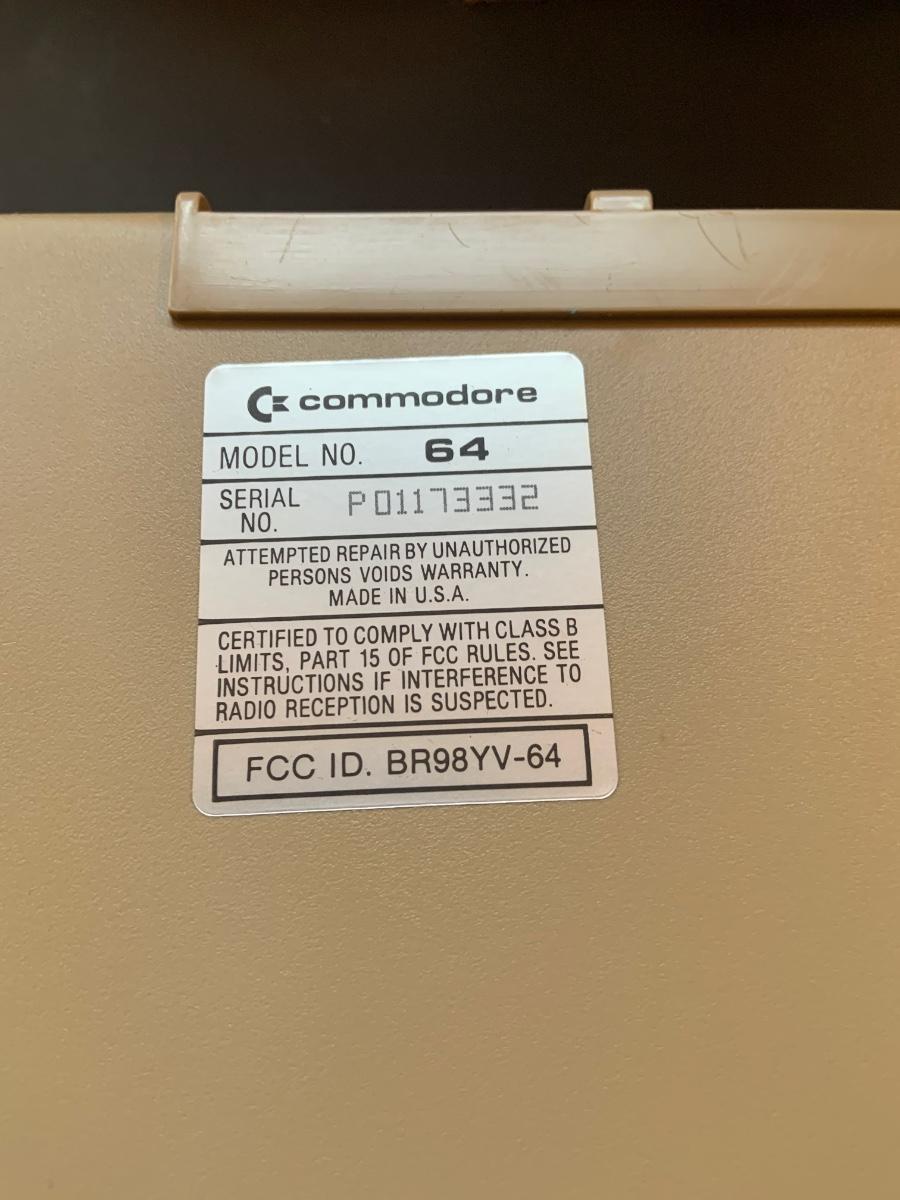 commodore
MODEL NO. 64
SERIAL NO. P01173332
ATTEMPTED REPAIR BY UNAUTHORIZED
PERSONS VOIDS WARRANTY.
MADE IN U.S.A.
CERTIFIED TO COMPLY WITH CLASS B
LIMITS, PART 15 OF FCC RULES. SEE
INSTRUCTIONS IF INTERFERENCE TO
RADIO RECEPTION IS SUSPECTED.
FCC ID. BR98YV-64